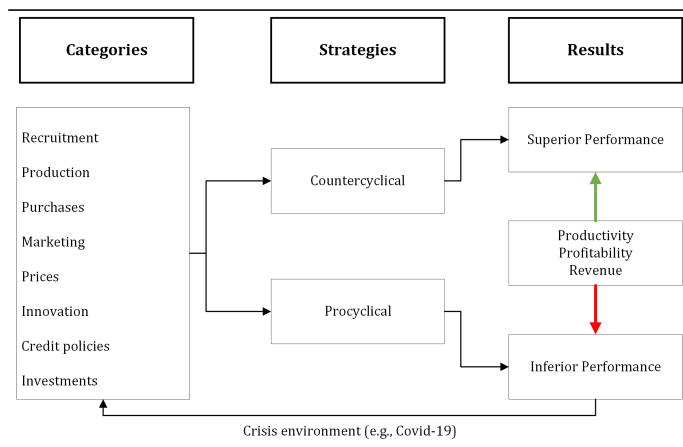 Categories
Strategies
Results
Recruitment
Production
Purchases
Marketing
Prices
Innovation
Credit policies
Investments
Countercyclical
Procyclical
Superior Performance
Productivity
Profitability
Revenue
Inferior Performance
Crisis environment (e.g., Covid-19)